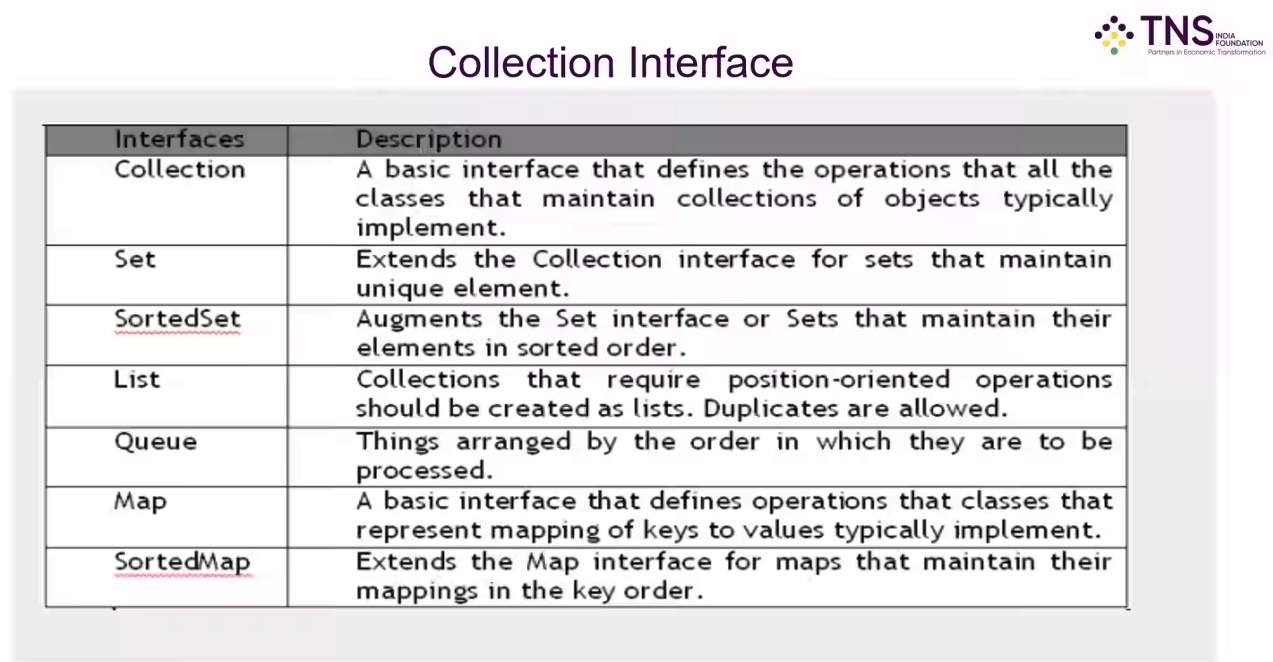 TNS INDIA FOUNDATION
Partners in Economic Transformation
Collection Interface
Interfaces Description
Collection A basic interface that defines the operations that all the
classes that maintain collections of objects typically
implement.
Set Extends the Collection interface for sets that maintain
unique element.
SortedSet Augments the Set interface or Sets that maintain their
elements in sorted order.
List Collections that require position-oriented operations
should be created as lists. Duplicates are allowed.
Queue Things arranged by the order in which they are to be
processed.
Map A basic interface that defines operations that classes that
represent mapping of keys to values typically implement.
SortedMap Extends the Map interface for maps that maintain their
mappings in the key order.